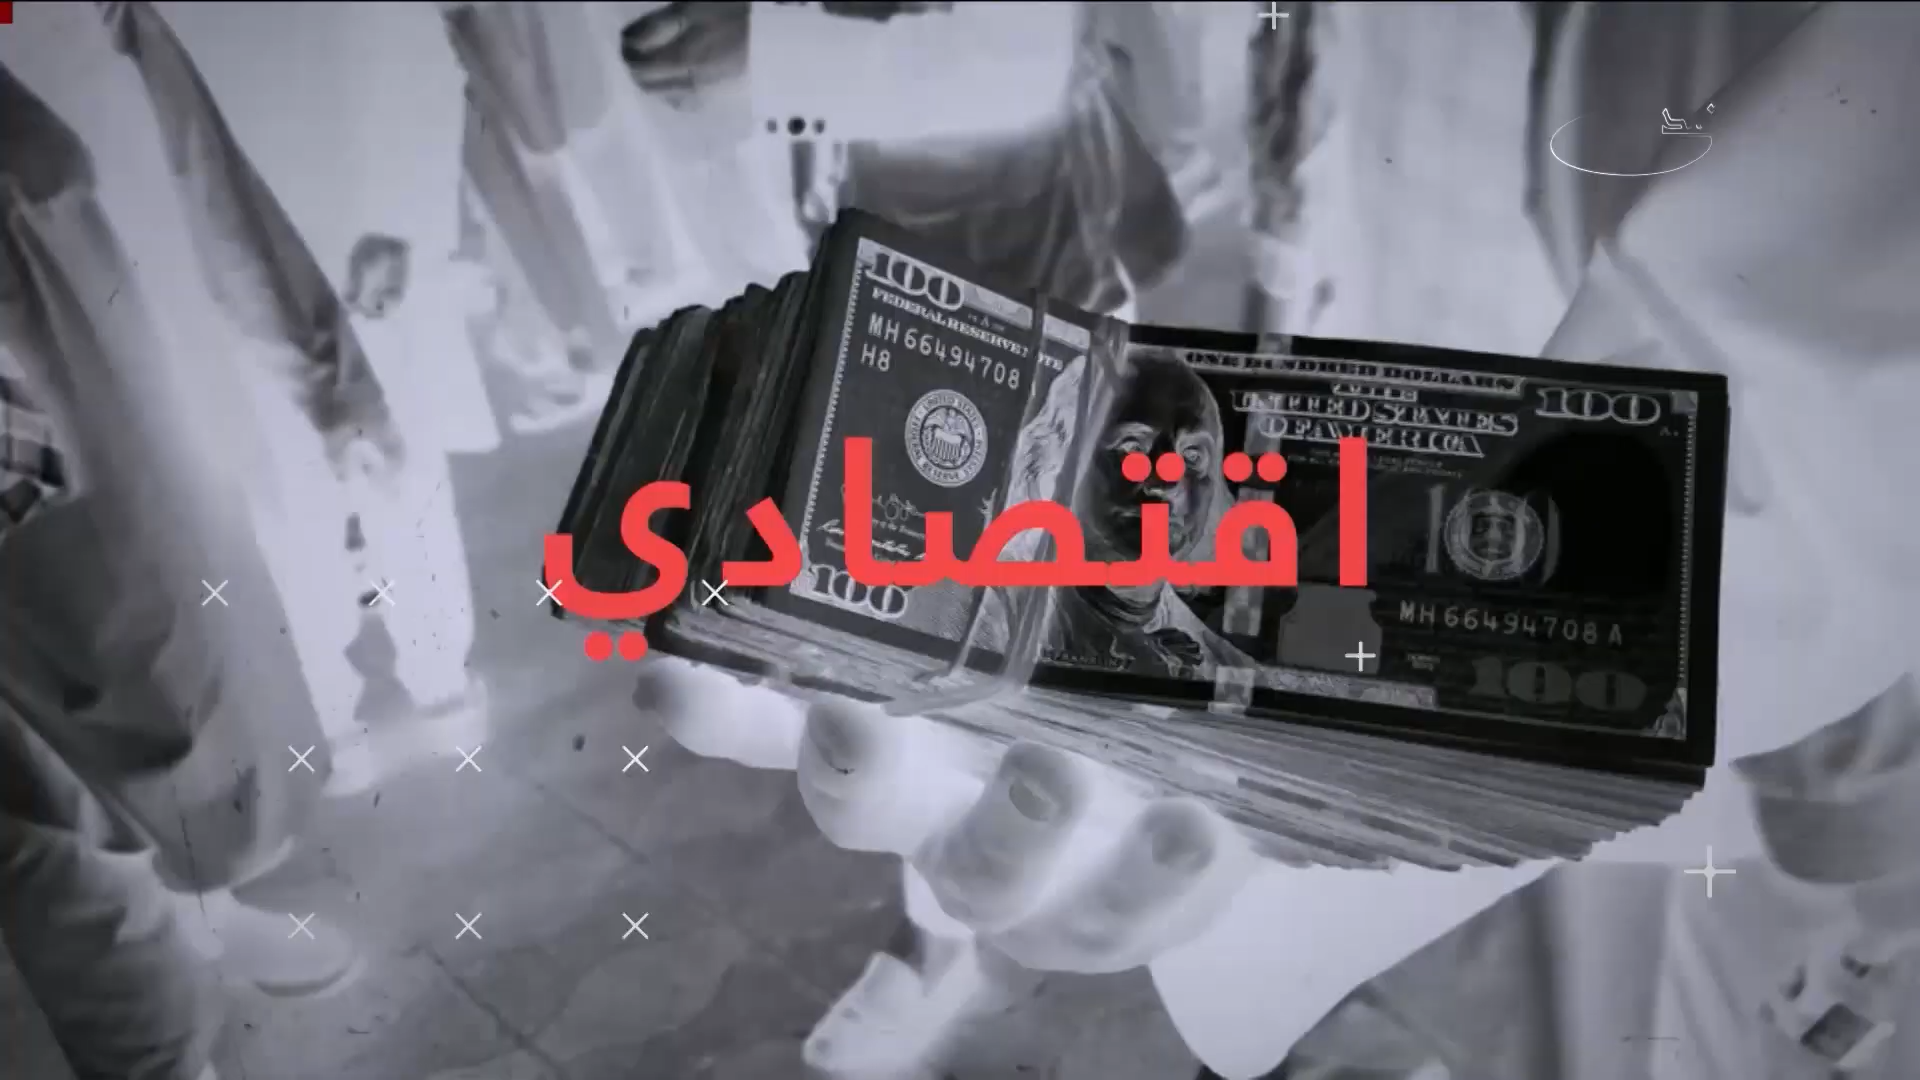 100
FEDERAL RESERVE NOTE
MH 66494708
H8
100
ONE HUNDRED DOLLARS
THE
UNITED STATES
OF AMERICA
100
MH 66494708 A
100
اقتصادي